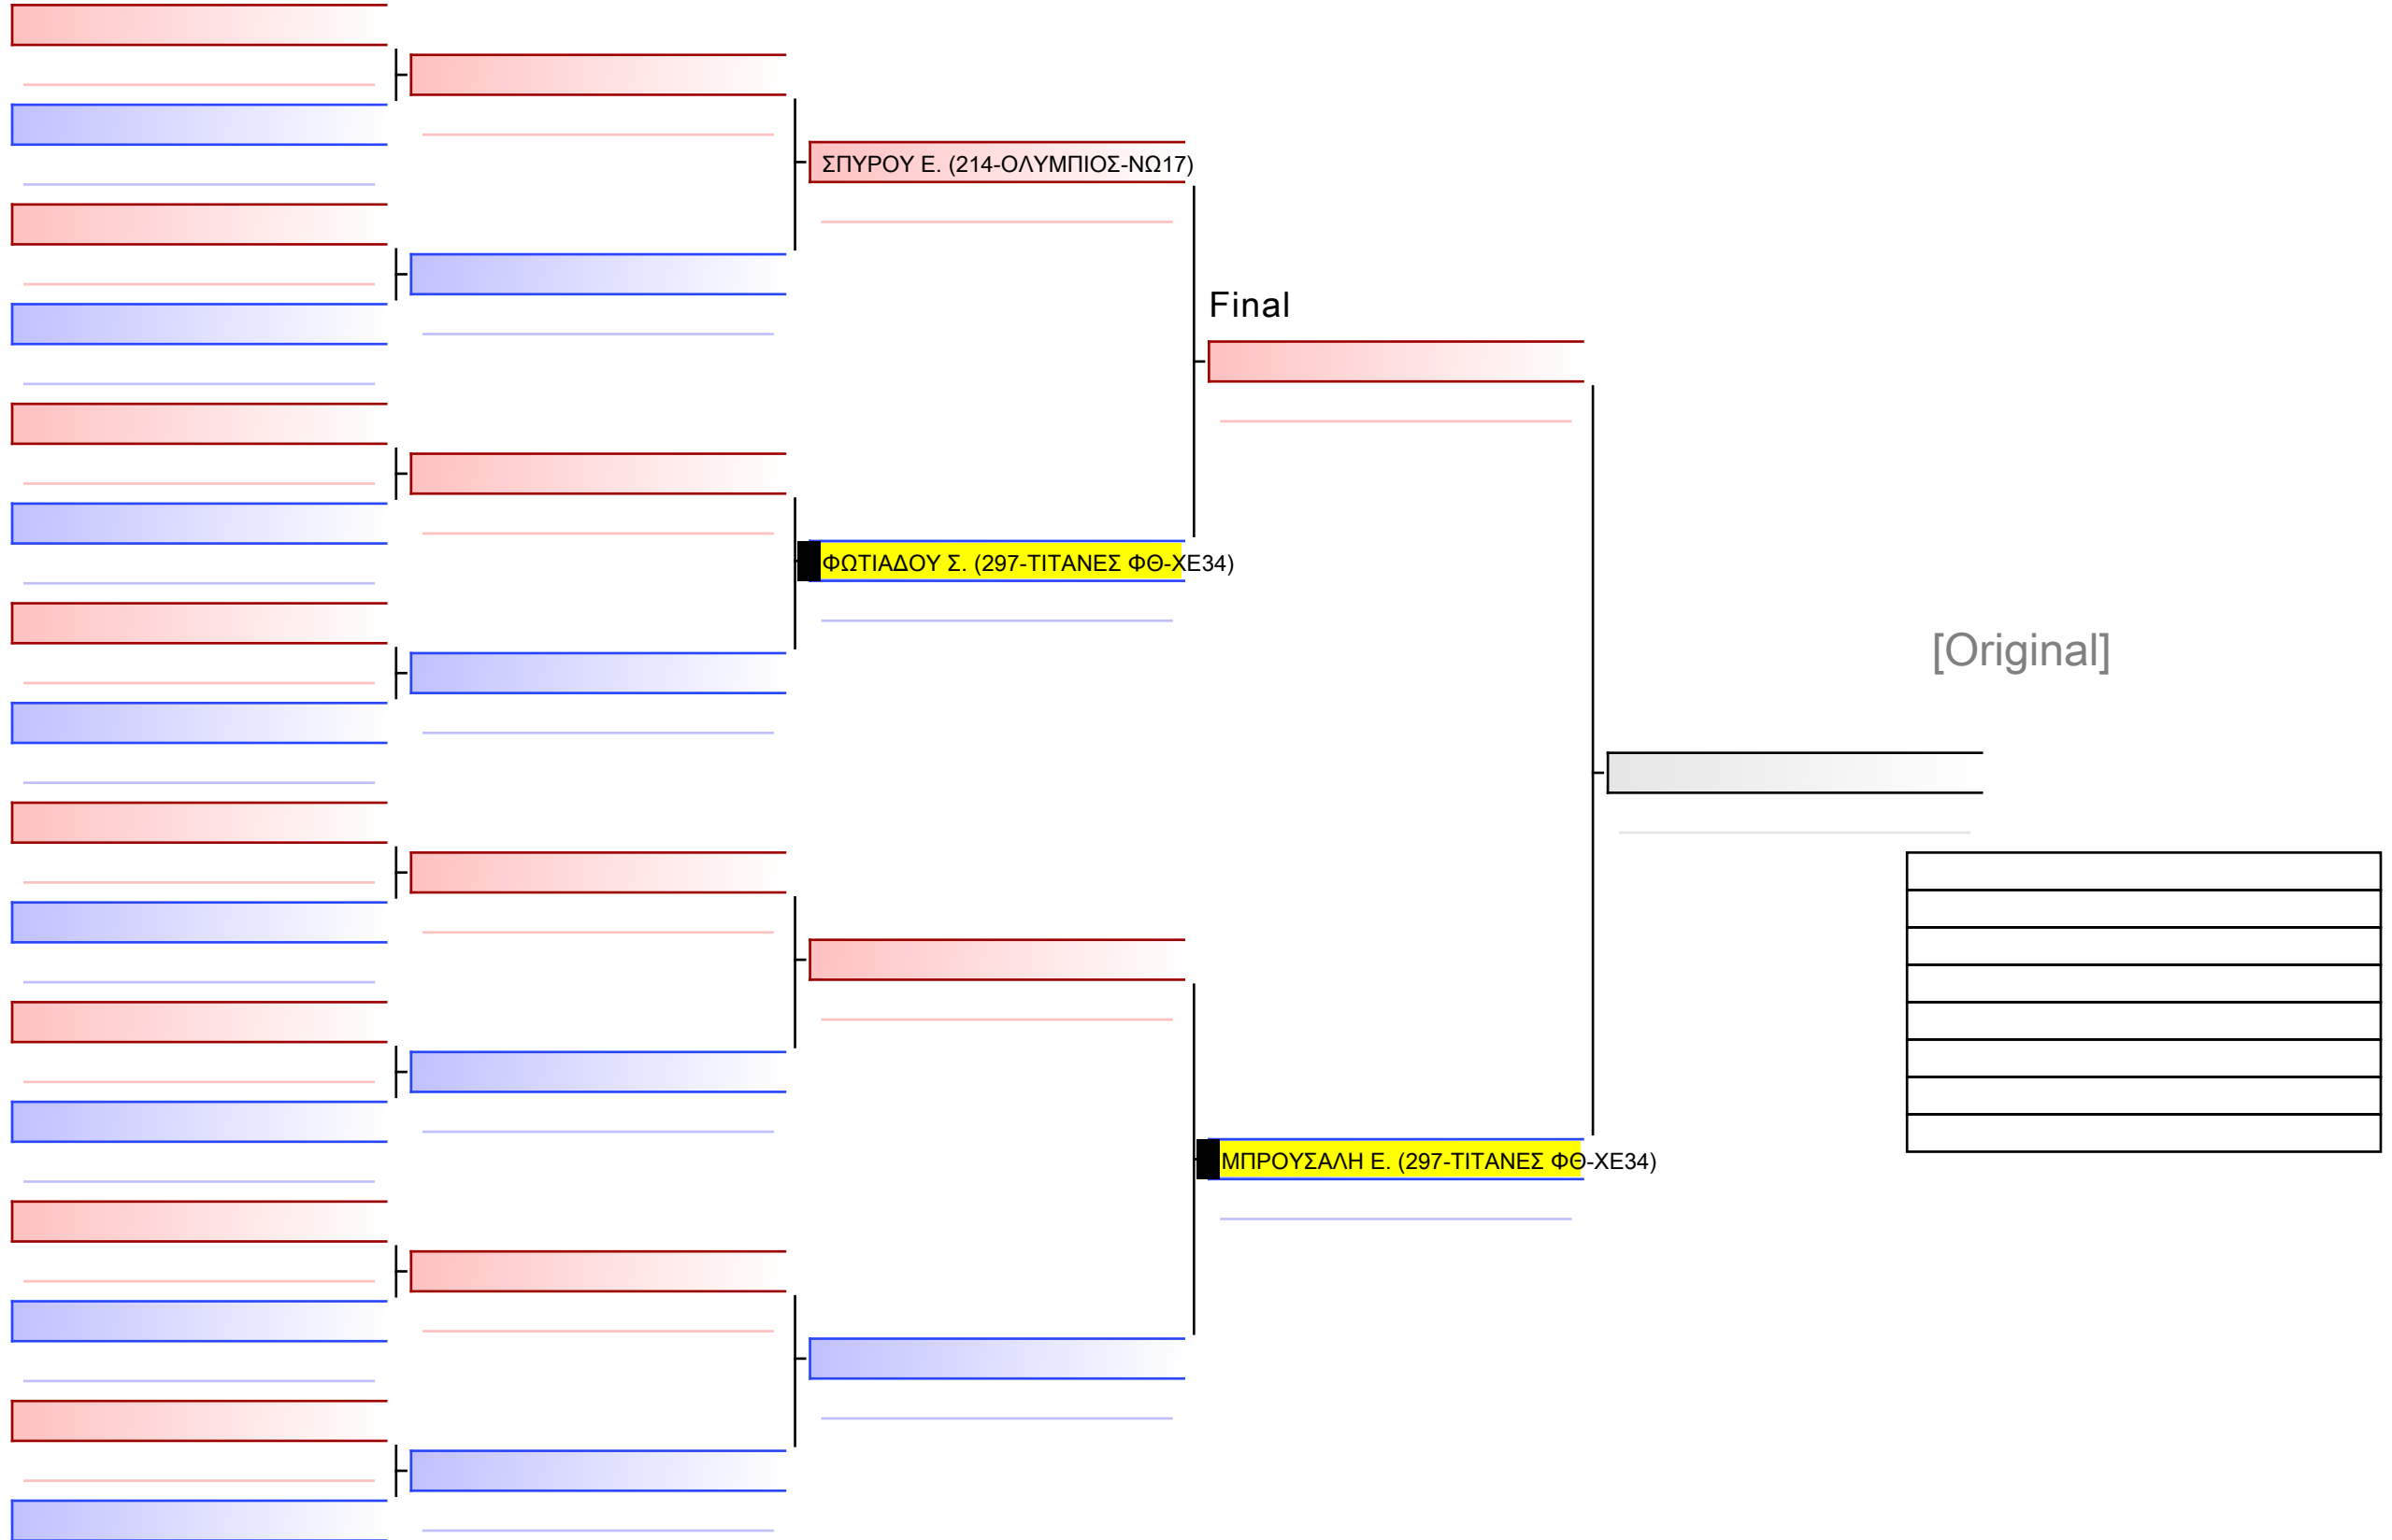 ΣΠΥΡΟΥ Ε. (214-ΟΛΥΜΠΙΟΣ-ΝΩ17)
Final
ΦΩΤΙΑΔΟΥ Σ. (297-ΤΙΤΑΝΕΣ ΦΘ-ΧΕ34)
[Original]
ΜΠΡΟΥΣΑΛΗ Ε. (297-ΤΙΤΑΝΕΣ ΦΘ-ΧΕ34)